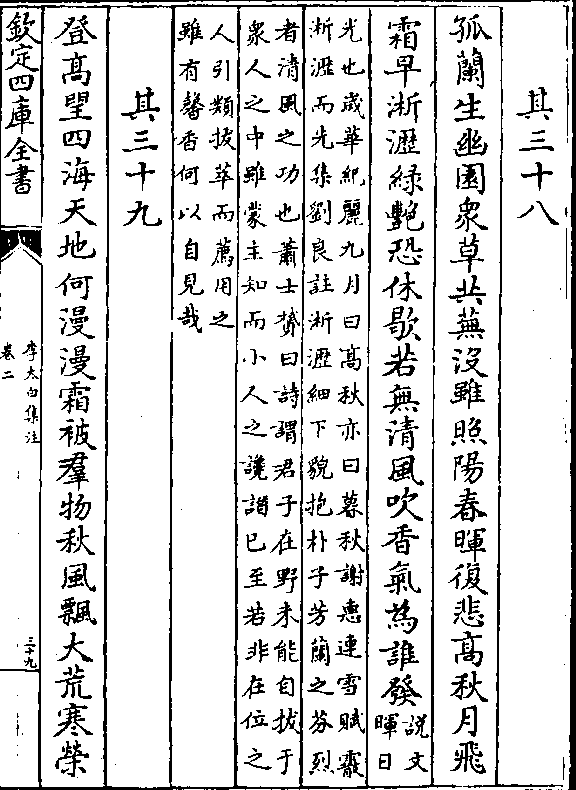 其三十八
孤蘭生幽園衆草共蕪沒雖照陽春暉復悲髙秋月飛
霜早淅瀝綠艶恐休歇若無清風吹香氣為誰發說文
暉日
光也歲華紀麗九月曰髙秋亦曰暮秋謝惠連雪賦霰
淅瀝而先集劉良註淅瀝細下貌抱朴子芳蘭之芬烈
者清風之功也蕭士贇曰詩謂君子在野未能自拔于
衆人之中雖蒙主知而小人之讒譖已至若非在位之
人引類拔萃而薦用之
雖有馨香何以自見哉
其三十九
登髙望四海天地何漫漫霜被羣物秋風飄大荒寒榮
欽定四庫全書
李太白集注
卷二
三十九